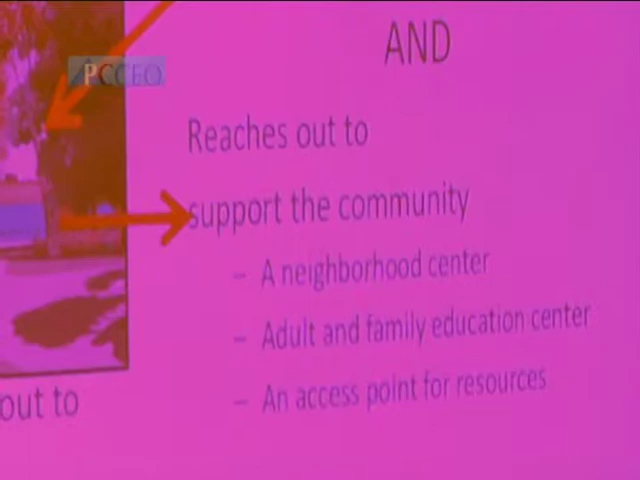 PCCEO
AND
Reaches out to
support the community
– A neighborhood center
– Adult and family education center
– An access point for resources
out to